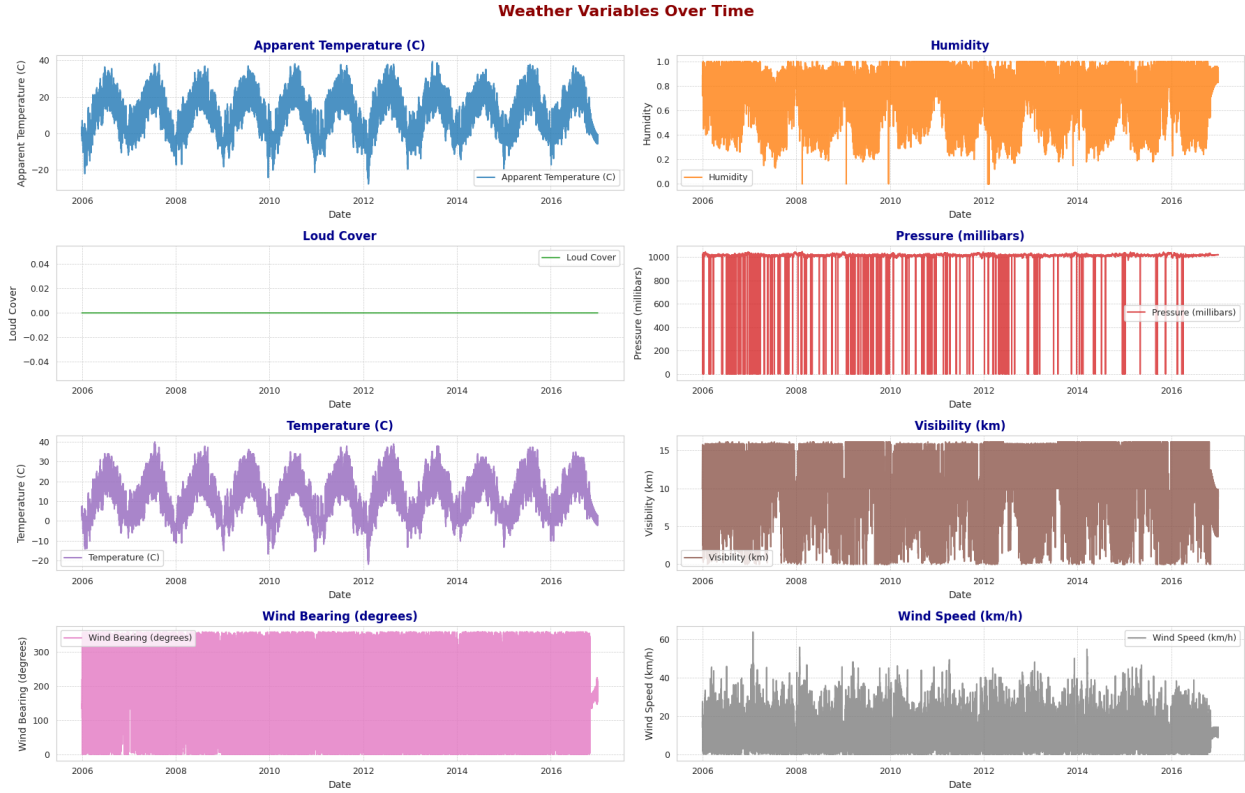 Weather Variables Over Time
Apparent Temperature (C)
Apparent Temperature (C)
40
20
0
−20
2006 2008 2010 2012 2014 2016
Date
Apparent Temperature (C)
Humidity
Humidity
1.0
0.8
0.6
0.4
0.2
0.0
2006 2008 2010 2012 2014 2016
Date
Humidity
Loud Cover
Loud Cover
0.04
0.02
0.00
−0.02
−0.04
2006 2008 2010 2012 2014 2016
Date
Loud Cover
Pressure (millibars)
Pressure (millibars)
1000
800
600
400
200
0
2006 2008 2010 2012 2014 2016
Date
Pressure (millibars)
Temperature (C)
Temperature (C)
40
30
20
10
0
−10
−20
2006 2008 2010 2012 2014 2016
Date
Temperature (C)
Visibility (km)
Visibility (km)
15
10
5
0
2006 2008 2010 2012 2014 2016
Date
Visibility (km)
Wind Bearing (degrees)
Wind Bearing (degrees)
300
200
100
0
2006 2008 2010 2012 2014 2016
Date
Wind Bearing (degrees)
Wind Speed (km/h)
Wind Speed (km/h)
60
40
20
0
2006 2008 2010 2012 2014 2016
Date
Wind Speed (km/h)